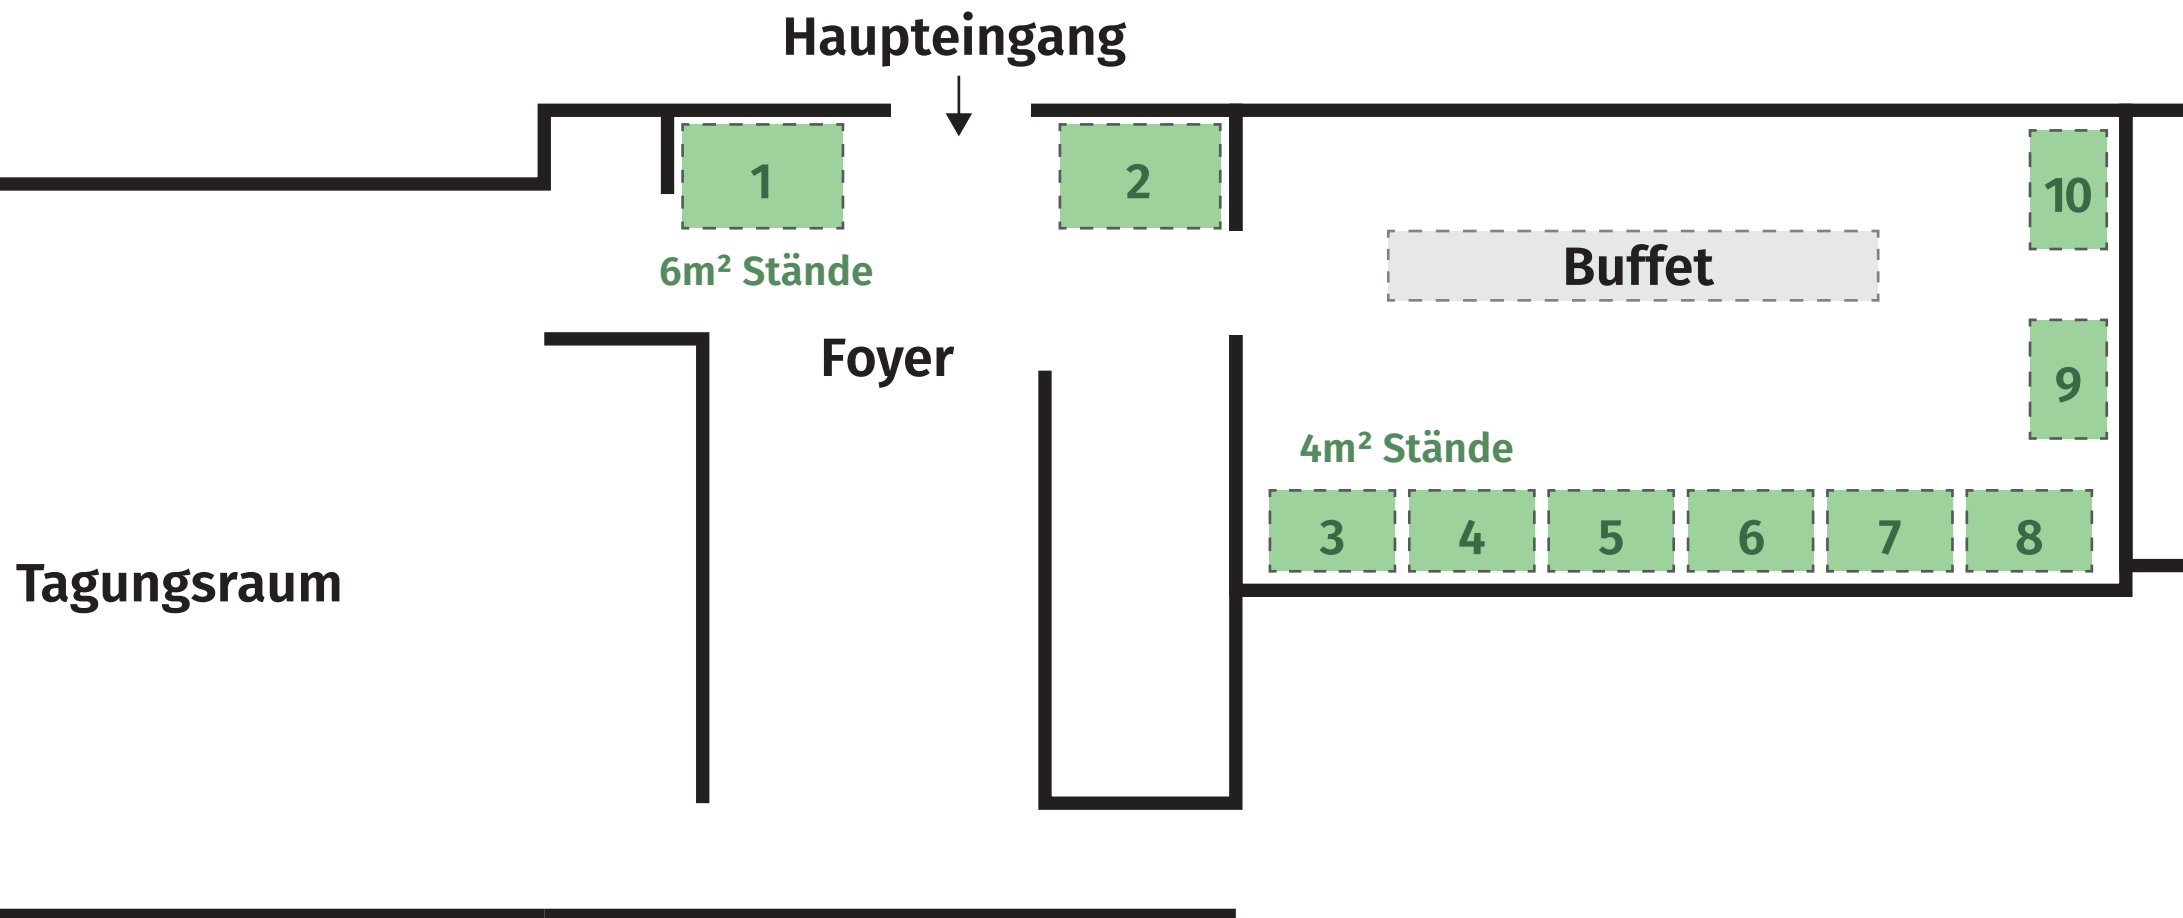 Haupteingang
1
2
10
6m² Stände
Buffet
Foyer
9
4m² Stände
3 4 5 6 7 8
Tagungsraum